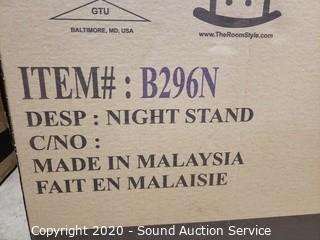 GTU
BALTIMORE, MD, USA
www.TheRoomStyle.com
ITEM# : B296N
DESP : NIGHT STAND
C/NO :
MADE IN MALAYSIA
FAIT EN MALAISIE
Copyright 2020 - Sound Auction Service